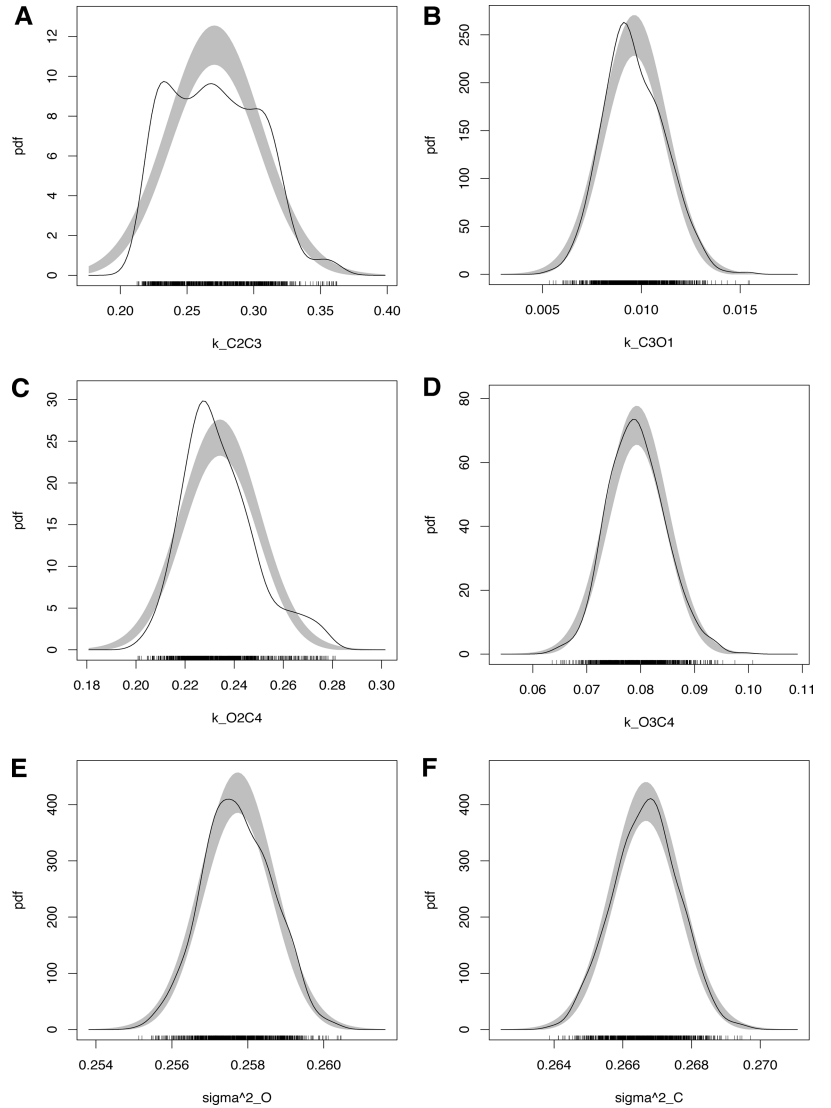 A
pdf
12
10
8
6
4
2
0
0.20 0.25 0.30 0.35 0.40
k_C2C3
B
pdf
250
200
150
100
50
0
0.005 0.010 0.015
k_C3O1
C
pdf
30
25
20
15
10
5
0
0.18 0.20 0.22 0.24 0.26 0.28 0.30
k_O2C4
D
pdf
80
60
40
20
0
0.06 0.07 0.08 0.09 0.10 0.11
k_O3C4
E
pdf
400
300
200
100
0
0.254 0.256 0.258 0.260
sigma^2_O
F
pdf
400
300
200
100
0
0.264 0.266 0.268 0.270
sigma^2_C